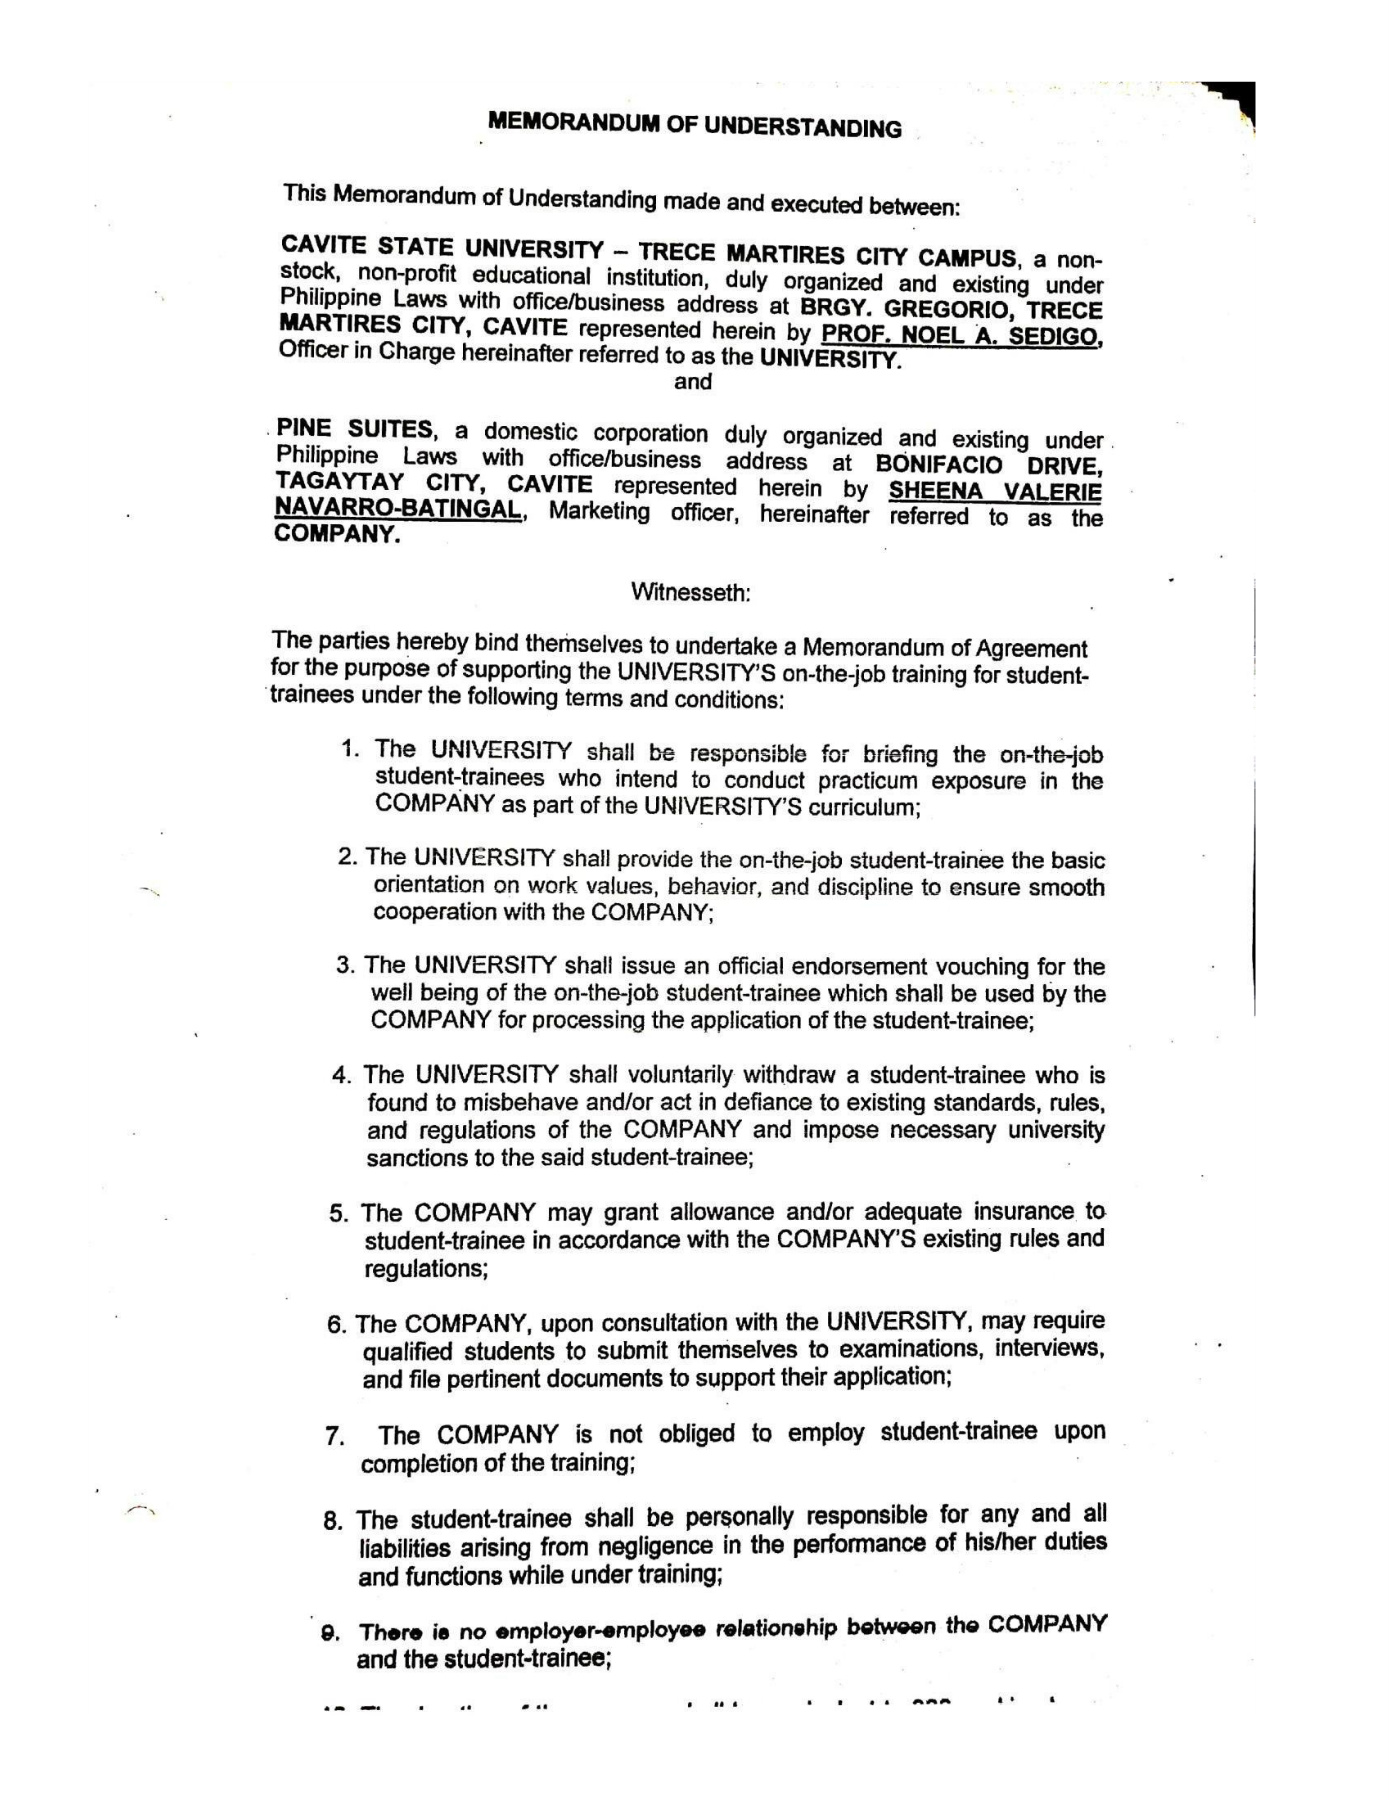 MEMORANDUM OF UNDERSTANDING
This Memorandum of Understanding made and executed between:
CAVITE STATE UNIVERSITY – TRECE MARTIRES CITY CAMPUS, a non-
stock, non-profit educational institution, duly organized and existing under
Philippine Laws with office/business address at BRGY. GREGORIO, TRECE
MARTIRES CITY, CAVITE represented herein by PROF. NOEL A. SEDIGO,
Officer in Charge hereinafter referred to as the UNIVERSITY.
and
PINE SUITES, a domestic corporation duly organized and existing under
Philippine Laws with office/business address at BONIFACIO DRIVE,
TAGAYTAY CITY, CAVITE represented herein by SHEENA VALERIE
NAVARRO-BATINGAL, Marketing officer, hereinafter referred to as the
COMPANY.
Witnesseth:
The parties hereby bind themselves to undertake a Memorandum of Agreement
for the purpose of supporting the UNIVERSITY'S on-the-job training for student-
trainees under the following terms and conditions:
1. The UNIVERSITY shall be responsible for briefing the on-the-job
student-trainees who intend to conduct practicum exposure in the
COMPANY as part of the UNIVERSITY'S curriculum;
2. The UNIVERSITY shall provide the on-the-job student-trainee the basic
orientation on work values, behavior, and discipline to ensure smooth
cooperation with the COMPANY;
3. The UNIVERSITY shall issue an official endorsement vouching for the
well being of the on-the-job student-trainee which shall be used by the
COMPANY for processing the application of the student-trainee;
4. The UNIVERSITY shall voluntarily withdraw a student-trainee who is
found to misbehave and/or act in defiance to existing standards, rules,
and regulations of the COMPANY and impose necessary university
sanctions to the said student-trainee;
5. The COMPANY may grant allowance and/or adequate insurance to
student-trainee in accordance with the COMPANY'S existing rules and
regulations;
6. The COMPANY, upon consultation with the UNIVERSITY, may require
qualified students to submit themselves to examinations, interviews,
and file pertinent documents to support their application;
7. The COMPANY is not obliged to employ student-trainee upon
completion of the training;
8. The student-trainee shall be personally responsible for any and all
liabilities arising from negligence in the performance of his/her duties
and functions while under training;
9. There is no employer-employee relationship between the COMPANY
and the student-trainee;